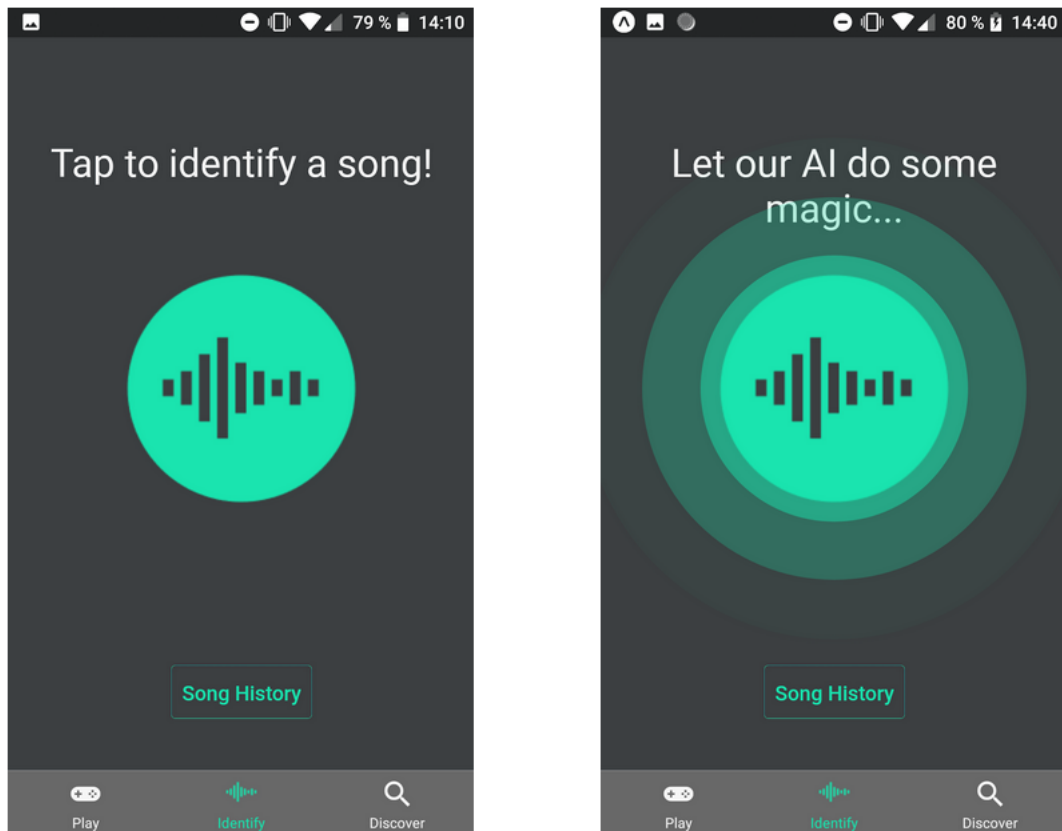 79 % 14:10
Tap to identify a song!
Song History
Play Identify Discover
80 % 14:40
Let our AI do some
magic...
Song History
Play Identify Discover